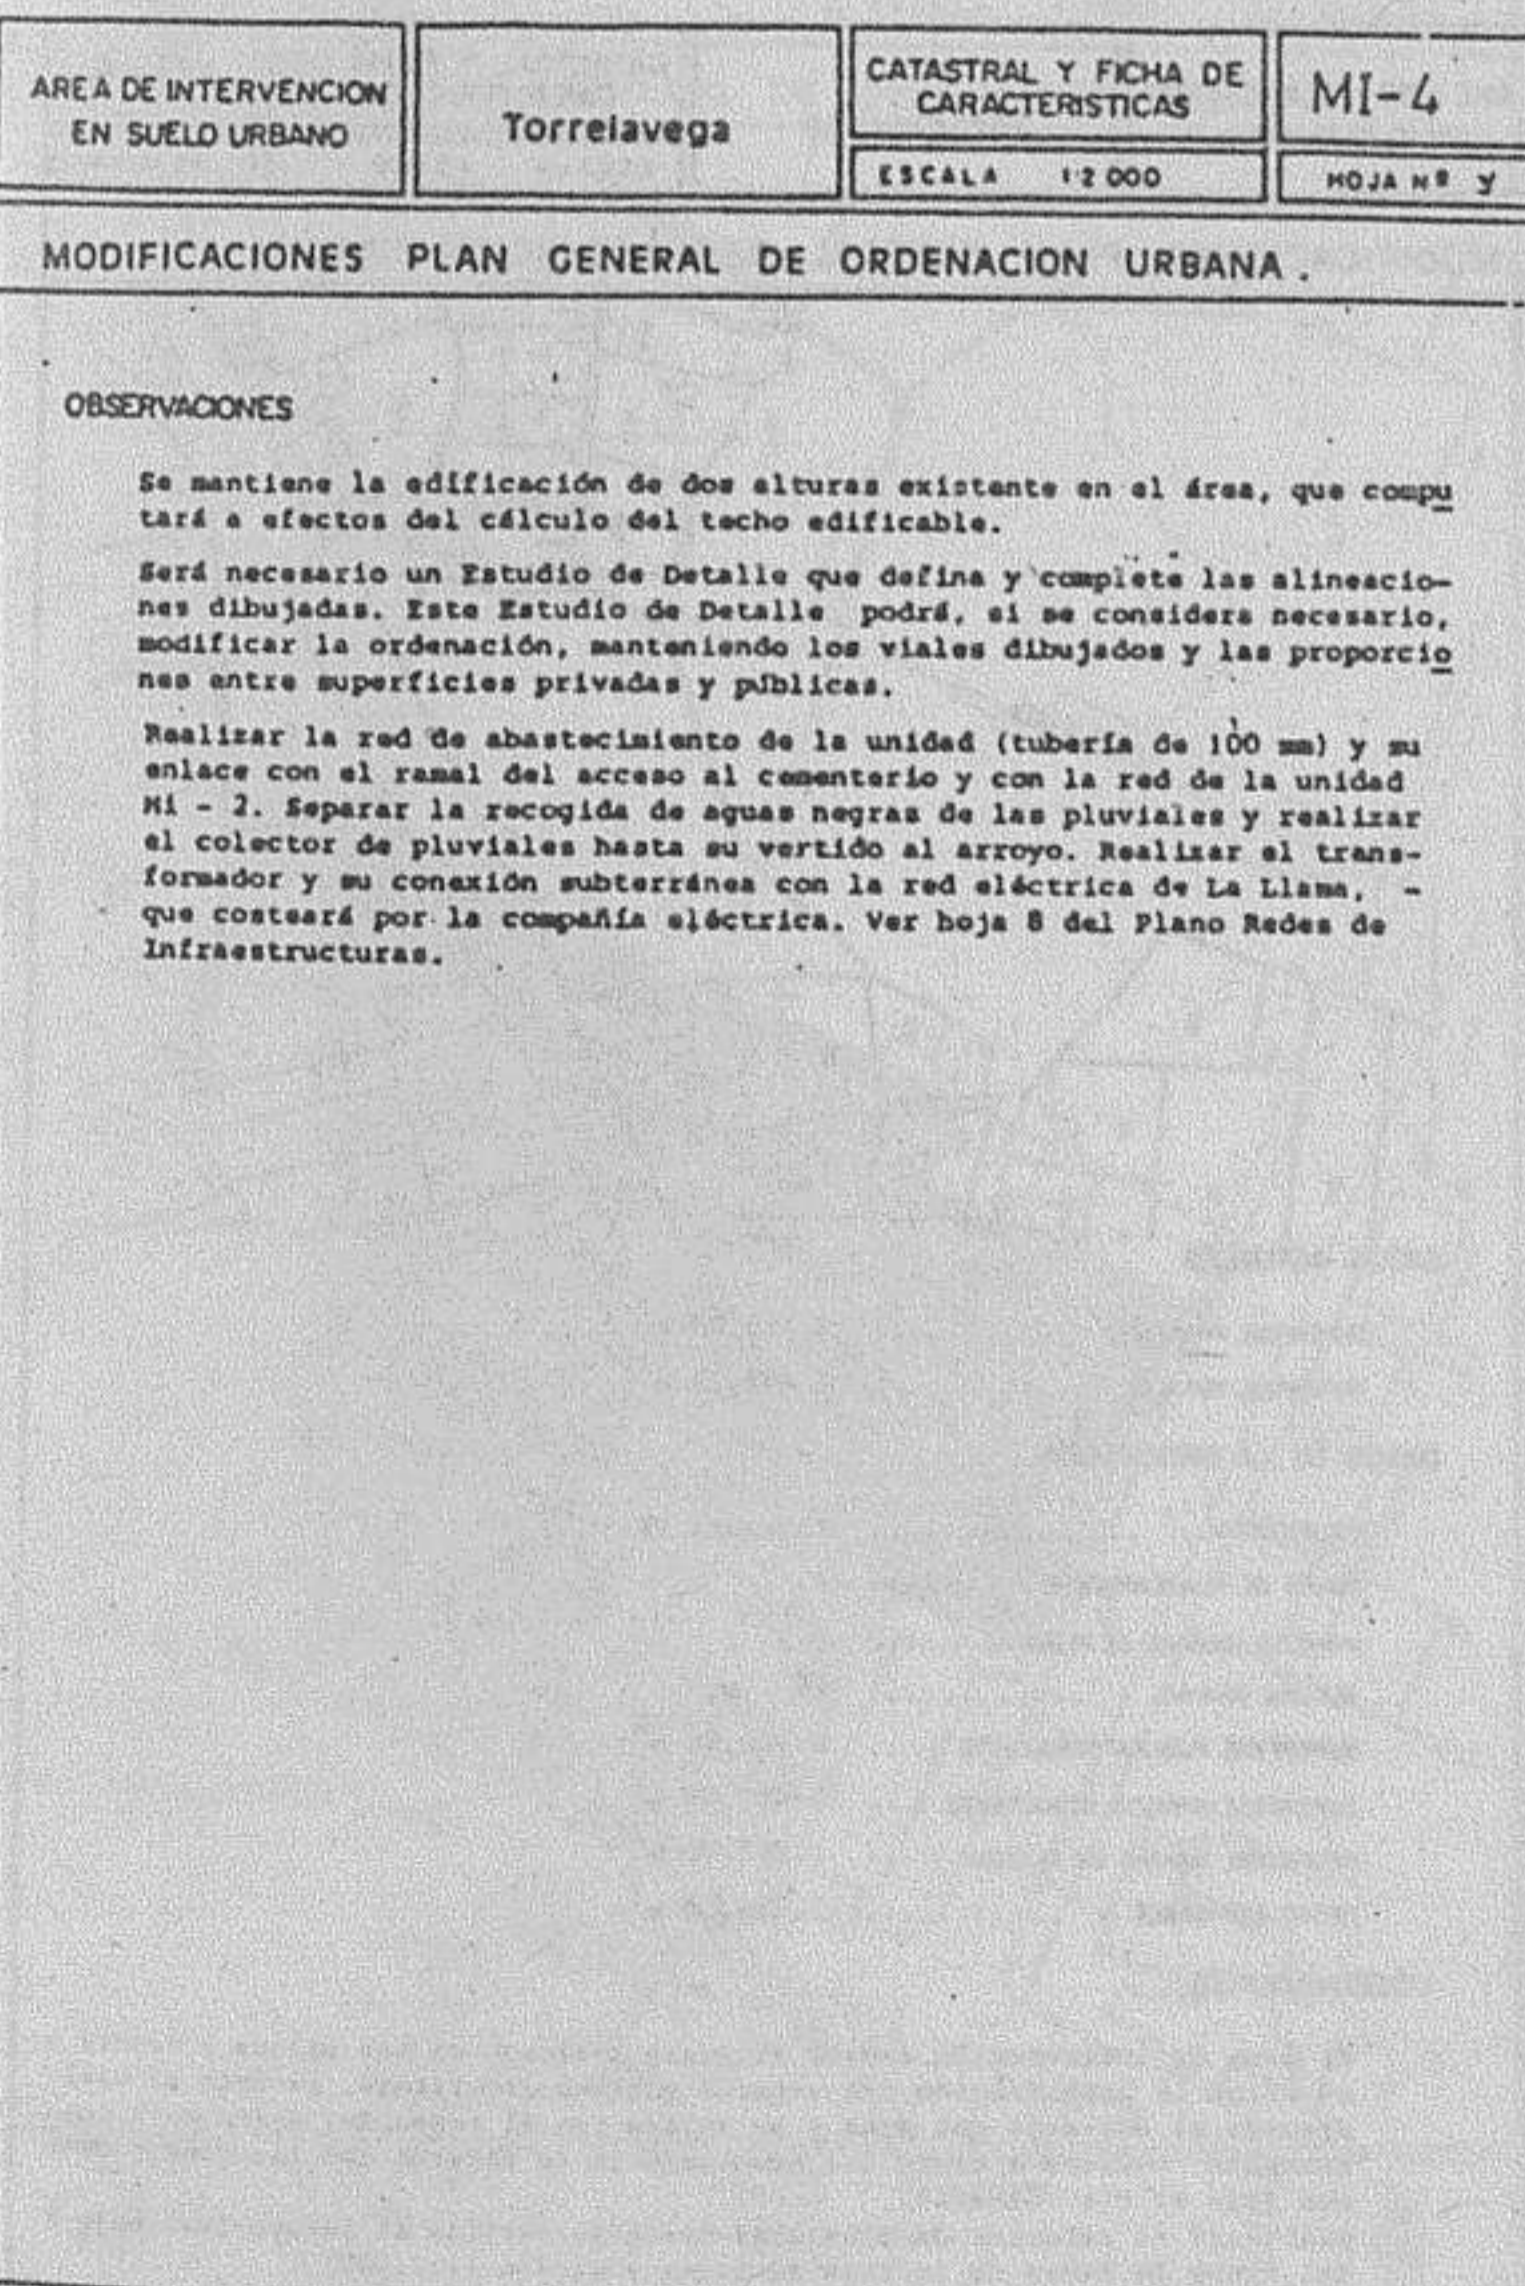 AREA DE INTERVENCION
EN SUELO URBANO
Torrelavega
CATASTRAL Y FICHA DE
CARACTERISTICAS
ESCALA 1:2 000
MI-4
HOJA Nº
MODIFICACIONES PLAN GENERAL DE ORDENACION URBANA.
OBSERVACIONES
Se mantiene la edificación de dos alturas existente en el área, que compu
tará a efectos del cálculo del techo edificable.
Será necesario un Estudio de Detalle que defina y complete las alineacio-
nes dibujadas. Este Estudio de Detalle podrá, si se considera necesario,
modificar la ordenación, manteniendo los viales dibujados y las proporcio
nes entre superficies privadas y públicas.
Realizar la red de abastecimiento de la unidad (tubería de 100 mm) y su
enlace con el ramal del acceso al cementerio y con la red de la unidad
Mi - 2. Separar la recogida de aguas negras de las pluviales y realizar
el colector de pluviales hasta su vertido al arroyo. Realizar el trans-
formador y su conexión subterránea con la red eléctrica de La Llama, -
que costeará por la compañía eléctrica. Ver hoja 8 del Plano Redes de
Infraestructuras.